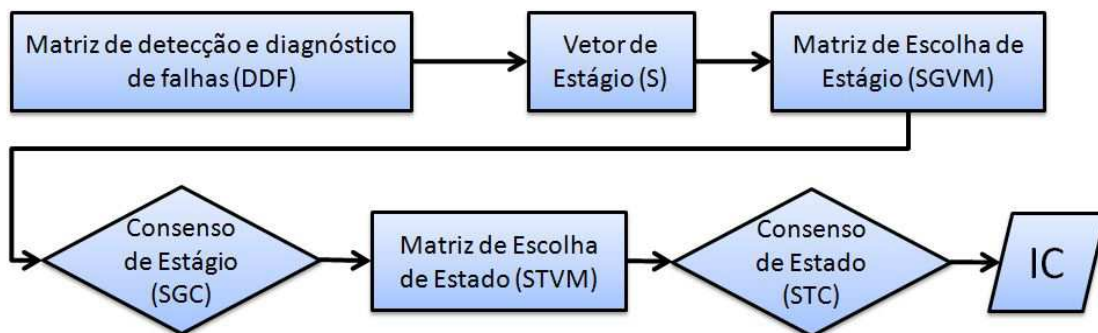 Matriz de detecção e diagnóstico
de falhas (DDF)
Vetor de
Estágio (S)
Matriz de Escolha de
Estágio (SGVM)
Consenso
de Estágio
(SGC)
Matriz de Escolha
de Estado (STVM)
Consenso
de Estado
(STC)
IC